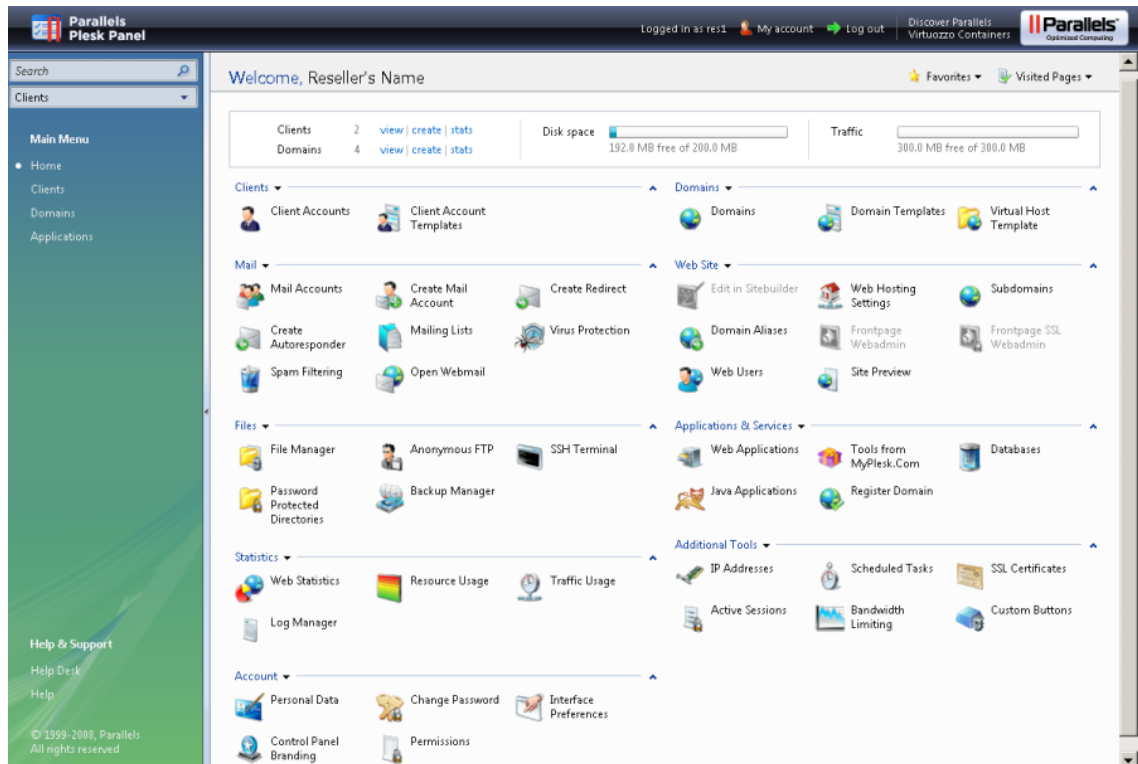 Parallels
Plesk Panel
Logged in as res1 My account Log out
Discover Parallels
Virtuozzo Containers
Parallels
Optimized Computing
Search
Clients
Main Menu
Home
Clients
Domains
Applications
Help & Support
Help Desk
Help
© 1999-2008, Parallels
All rights reserved
Welcome, Reseller's Name
Favorites Visited Pages
Clients 2 view | create | stats
Domains 4 view | create | stats
Disk space
192.8 MB free of 200.0 MB
Traffic
300.0 MB free of 300.0 MB
Clients
Client Accounts
Client Account
Templates
Domains
Domains
Domain Templates
Virtual Host
Template
Mail
Mail Accounts
Create Mail
Account
Create Redirect
Create
Autoresponder
Mailing Lists
Virus Protection
Spam Filtering
Open Webmail
Web Site
Edit in Sitebuilder
Web Hosting
Settings
Subdomains
Domain Aliases
Frontpage
Webadmin
Frontpage SSL
Webadmin
Web Users
Site Preview
Files
File Manager
Anonymous FTP
SSH Terminal
Password
Protected
Directories
Backup Manager
Applications & Services
Web Applications
Tools from
MyPlesk.Com
Databases
Java Applications
Register Domain
Statistics
Web Statistics
Resource Usage
Traffic Usage
Log Manager
Additional Tools
IP Addresses
Scheduled Tasks
SSL Certificates
Active Sessions
Bandwidth
Limiting
Custom Buttons
Account
Personal Data
Change Password
Interface
Preferences
Control Panel
Branding
Permissions